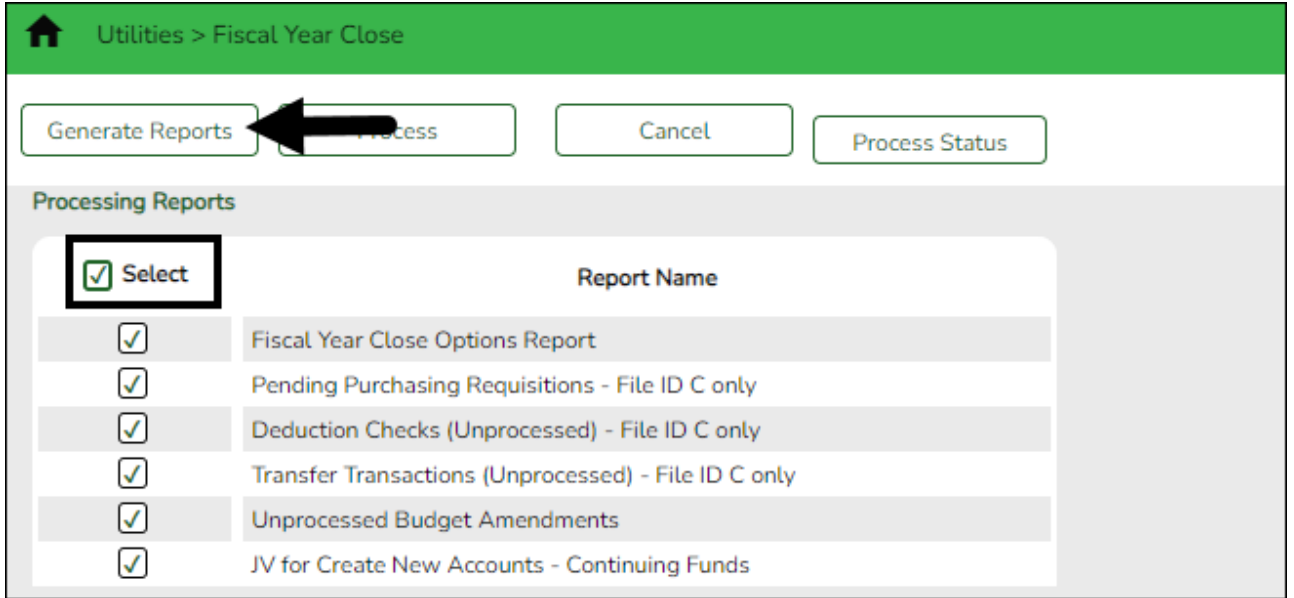 Utilities > Fiscal Year Close
Generate Reports Process Cancel Process Status
Processing Reports
Select Report Name
Fiscal Year Close Options Report
Pending Purchasing Requisitions - File ID C only
Deduction Checks (Unprocessed) - File ID C only
Transfer Transactions (Unprocessed) - File ID C only
Unprocessed Budget Amendments
JV for Create New Accounts - Continuing Funds